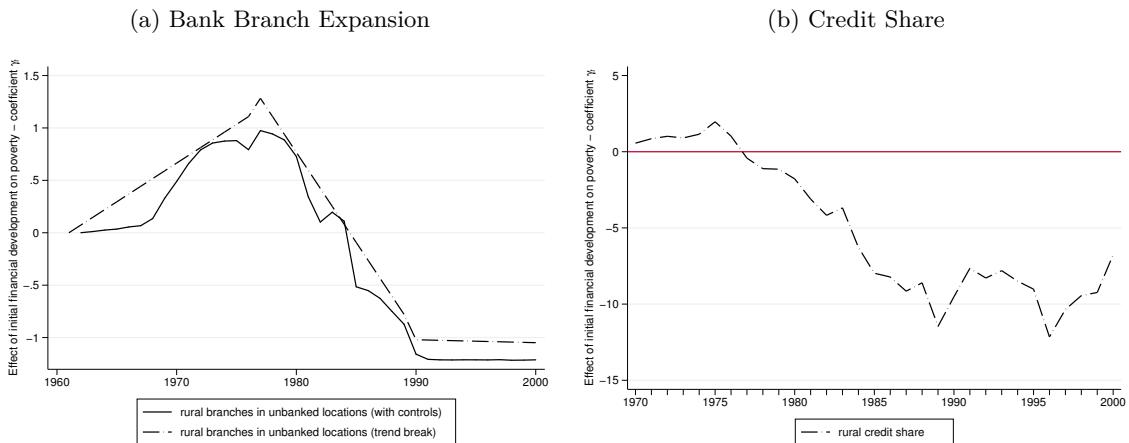 (a) Bank Branch Expansion
Effect of initial financial development on poverty − coefficient γ
1.5
1
.5
0
−.5
−1
1960 1970 1980 1990 2000
rural branches in unbanked locations (with controls)
rural branches in unbanked locations (trend break)
(b) Credit Share
Effect of initial financial development on poverty − coefficient γ
5
0
−5
−10
−15
1970 1975 1980 1985 1990 1995 2000
rural credit share